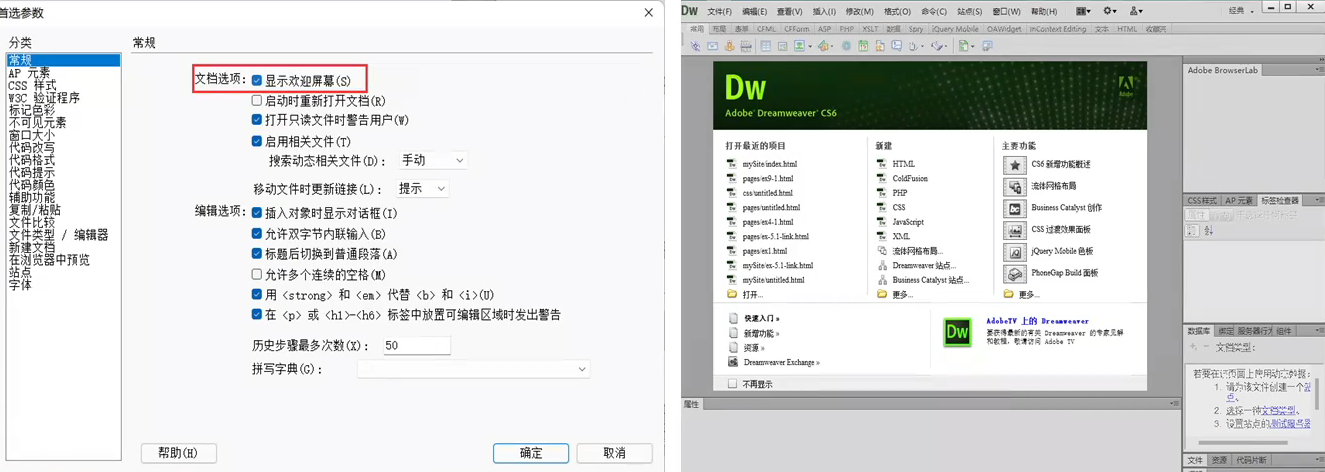 首选参数
分类
常规
AP 元素
CSS 样式
W3C 验证程序
标记色彩
不可见元素
窗口大小
代码改写
代码格式
代码提示
代码颜色
辅助功能
复制/粘贴
文件比较
文件类型 / 编辑器
新建文档
在浏览器中预览
站点
字体
常规
文档选项: 显示欢迎屏幕(S)
启动时重新打开文档(R)
打开只读文件时警告用户(W)
启用相关文件(T)
搜索动态相关文件(D): 手动
移动文件时更新链接(L): 提示
编辑选项: 插入对象时显示对话框(I)
允许双字节内联输入(B)
标题后切换到普通段落(A)
允许多个连续的空格(M)
用 <strong> 和 <em> 代替 <b> 和 <i>(U)
在 <p> 或 <h1>-<h6> 标签中放置可编辑区域时发出警告
历史步骤最多次数(X): 50
拼写字典(G):
帮助(H)
确定
取消
Dw 文件(F) 编辑(E) 查看(V) 插入(I) 修改(M) 格式(O) 命令(C) 站点(S) 窗口(W) 帮助(H)
经典
常用 布局 表单 CFML CFForm ASP PHP XSLT 数据 Spry jQuery Mobile OAWidget InContext Editing 文本 HTML 收藏夹
Dw
Adobe® Dreamweaver® CS6
Adobe
打开最近的项目
mySite/index.html
pages/ex9-1.html
css/untitled.html
pages/untitled.html
pages/ex4-1.html
pages/ex-5.1-link.html
pages/ex1.html
mySite/ex-5.1-link.html
mySite/untitled.html
打开...
新建
HTML
ColdFusion
PHP
CSS
JavaScript
XML
流体网格布局...
Dreamweaver 站点...
Business Catalyst 站点...
更多...
主要功能
CS6 新增功能概述
流体网格布局
Business Catalyst 创作
CSS 过渡效果面板
jQuery Mobile 色板
PhoneGap Build 面板
更多...
快速入门 »
新增功能 »
资源 »
Dreamweaver Exchange »
Dw
AdobeTV 上的 Dreamweaver
要获得最新的有关 Dreamweaver 的专家见解
和教程, 敬请访问 Adobe TV
不再显示
属性
Adobe BrowserLab
CSS样式 AP 元素 标签检查器
属性 行为
数据库 绑定 服务器行为 组件
文档类型:
若要在该页面上使用动态数据:
1. 请为该文件创建一个站
点、
2. 选择一种文档类型、
3. 设置站点的测试服务器
文件 资源 代码片断